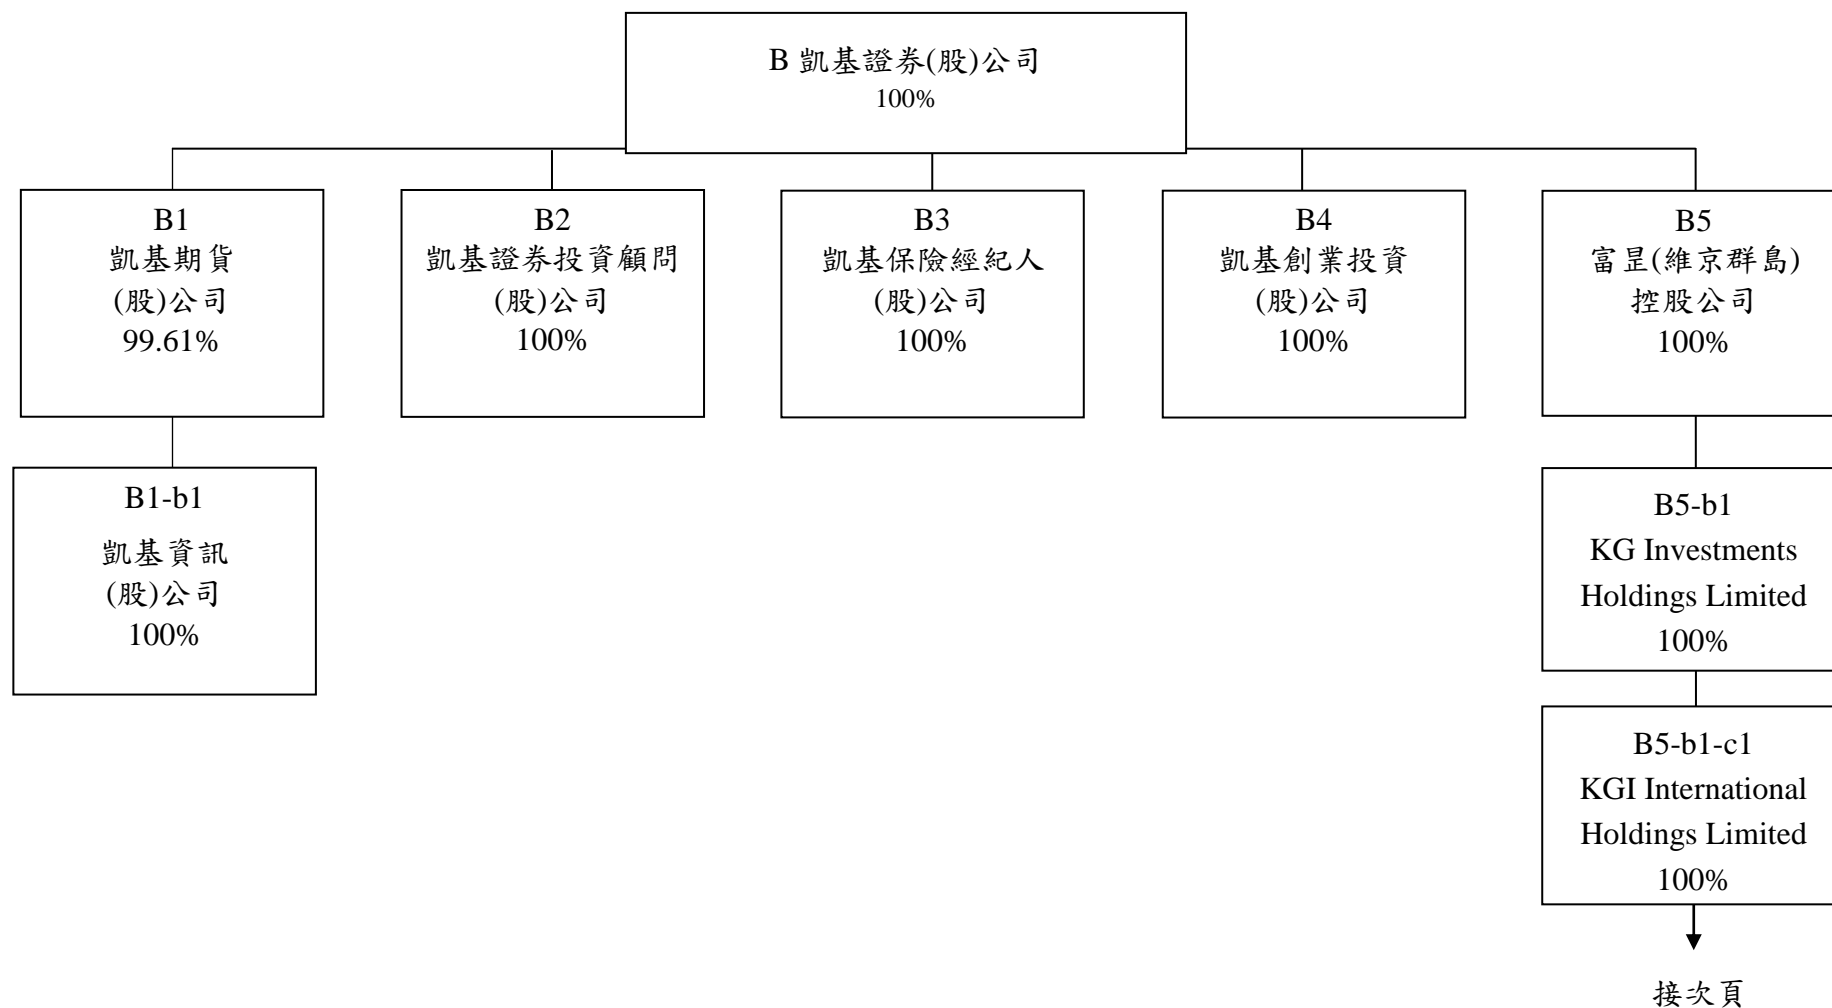 B 凱基證券(股)公司
100%
B1
凱基期貨
(股)公司
99.61%
B2
凱基證券投資顧問
(股)公司
100%
B3
凱基保險經紀人
(股)公司
100%
B4
凱基創業投資
(股)公司
100%
B5
富昱(維京群島)
控股公司
100%
B1-b1
凱基資訊
(股)公司
100%
B5-b1
KG Investments
Holdings Limited
100%
B5-b1-c1
KGI International
Holdings Limited
100%
接次頁